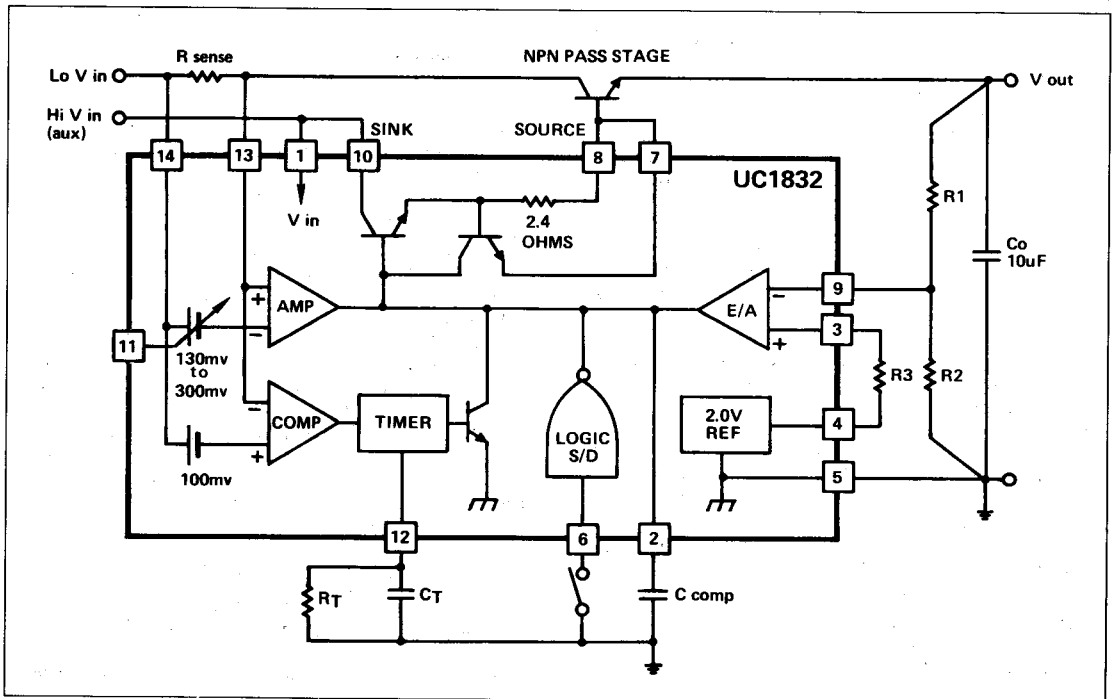 R sense
NPN PASS STAGE
Lo V in
V out
Hi V in
(aux)
SINK
SOURCE
14
13
1
10
8
7
UC1832
V in
2.4
OHMS
R1
Co
10uF
AMP
+
-
E/A
-
+
9
3
11
130mv
to
300mv
R3
R2
COMP
-
+
TIMER
LOGIC
S/D
2.0V
REF
4
100mv
5
12
6
2
RT
CT
C comp